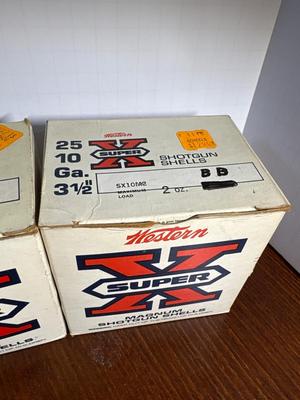 Western
25
10
Ga.
3½"
X
SUPER
SHOTGUN
SHELLS
SX10M2
MAXIMUM
LOAD
2 OZ.
BB
Western
X
SUPER
MAGNUM
SHOTGUN SHELLS